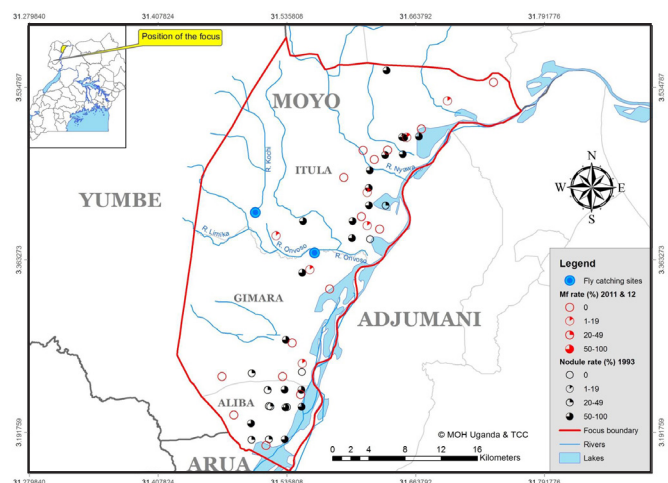 31.279840 31.407824 31.535808 31.663792 31.791776
Position of the focus
3.534787 3.534787
MOYO
R. Kochi
R. Nyawa
ITULA
YUMBE
R. Limika
R. Onvoso
R. Onvoso
3.363273 3.363273
GIMARA
ADJUMANI
ALIBA
ARUA
3.191759 3.191759
N
W E
S
Legend
Fly catching sites
Mf rate (%) 2011 & 12
0
1-19
20-49
50-100
Nodule rate (%) 1993
0
1-19
20-49
50-100
Focus boundary
Rivers
Lakes
© MOH Uganda & TCC
0 2 4 8 12 16
Kilometers
31.279840 31.407824 31.535808 31.663792 31.791776